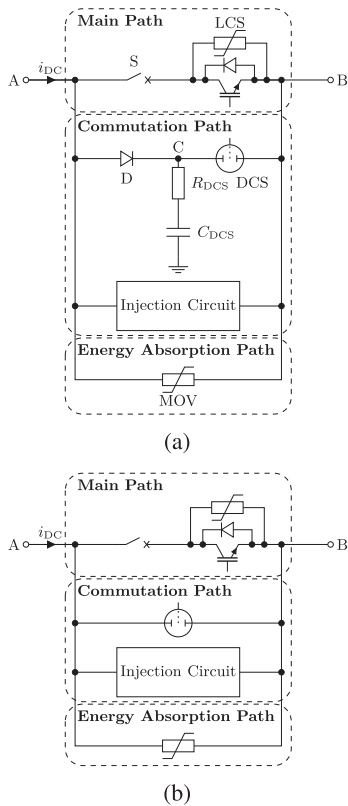 Main Path
LCS
A
i_DC
S
B
Commutation Path
C
D
R_DCS
DCS
C_DCS
Injection Circuit
Energy Absorption Path
MOV
(a)
Main Path
A
i_DC
B
Commutation Path
Injection Circuit
Energy Absorption Path
(b)